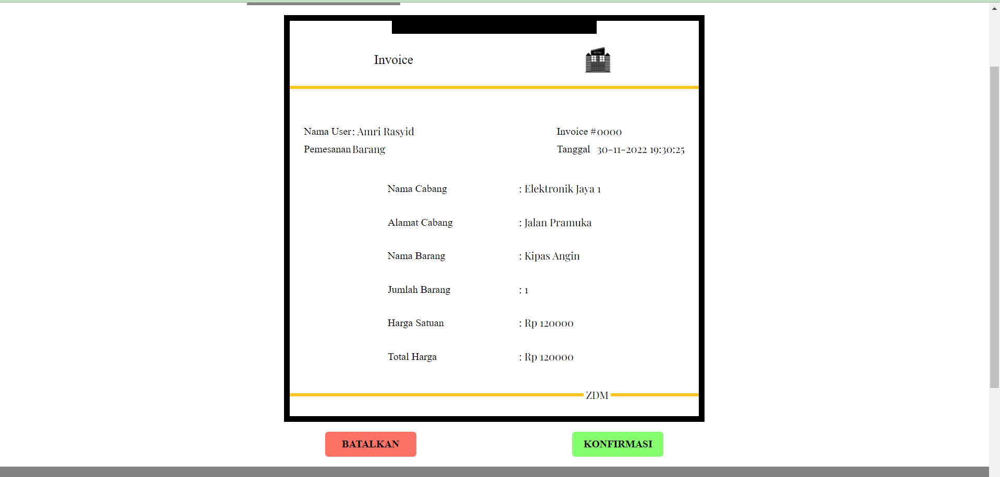 Invoice
HOTEL
Nama User : Amri Rasyid
Invoice #0000
Pemesanan Barang
Tanggal 30-11-2022 19:30:25
Nama Cabang : Elektronik Jaya 1
Alamat Cabang : Jalan Pramuka
Nama Barang : Kipas Angin
Jumlah Barang : 1
Harga Satuan : Rp 120000
Total Harga : Rp 120000
ZDM
BATALKAN
KONFIRMASI